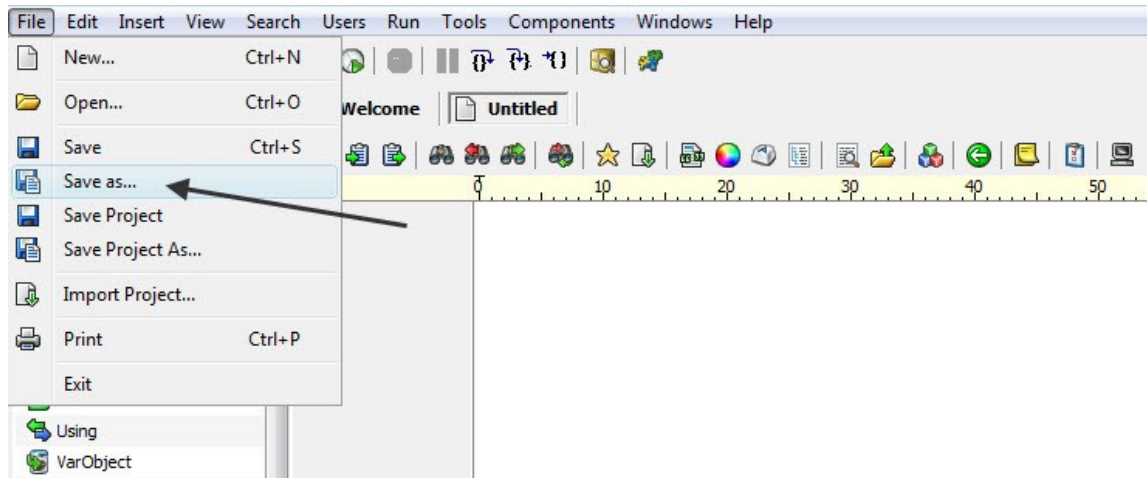 File Edit Insert View Search Users Run Tools Components Windows Help
New... Ctrl+N
Open... Ctrl+O
Welcome Untitled
Save Ctrl+S
Save as...
0 10 20 30 40 50
Save Project
Save Project As...
Import Project...
Print Ctrl+P
Exit
Using
VarObject